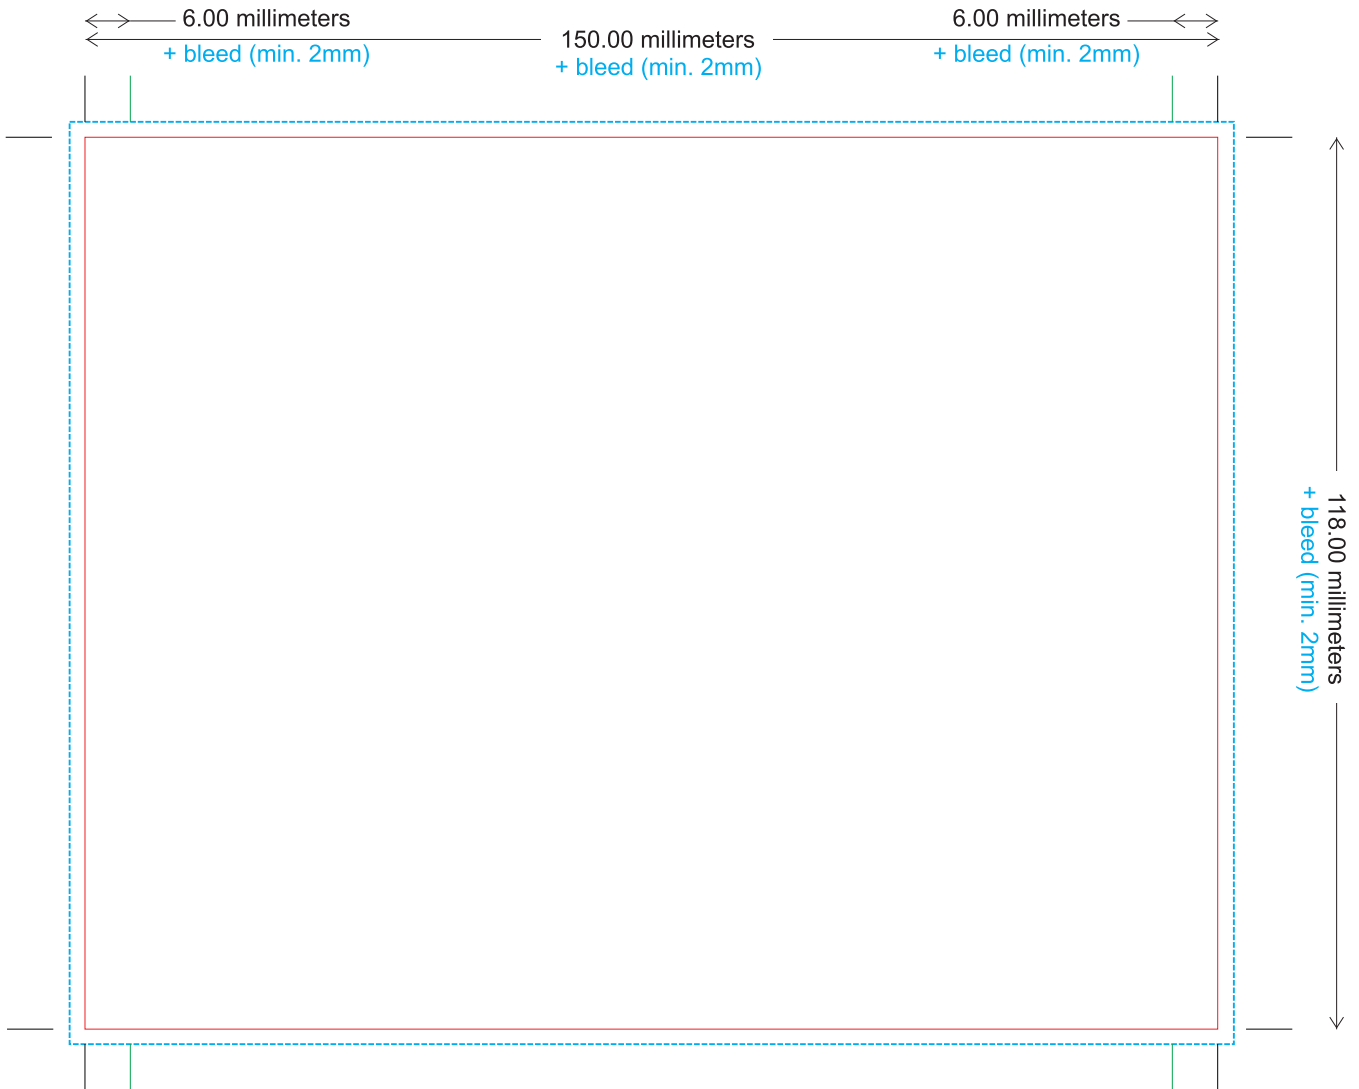 6.00 millimeters
+ bleed (min. 2mm)
150.00 millimeters
+ bleed (min. 2mm)
6.00 millimeters
+ bleed (min. 2mm)
118.00 millimeters
+ bleed (min. 2mm)